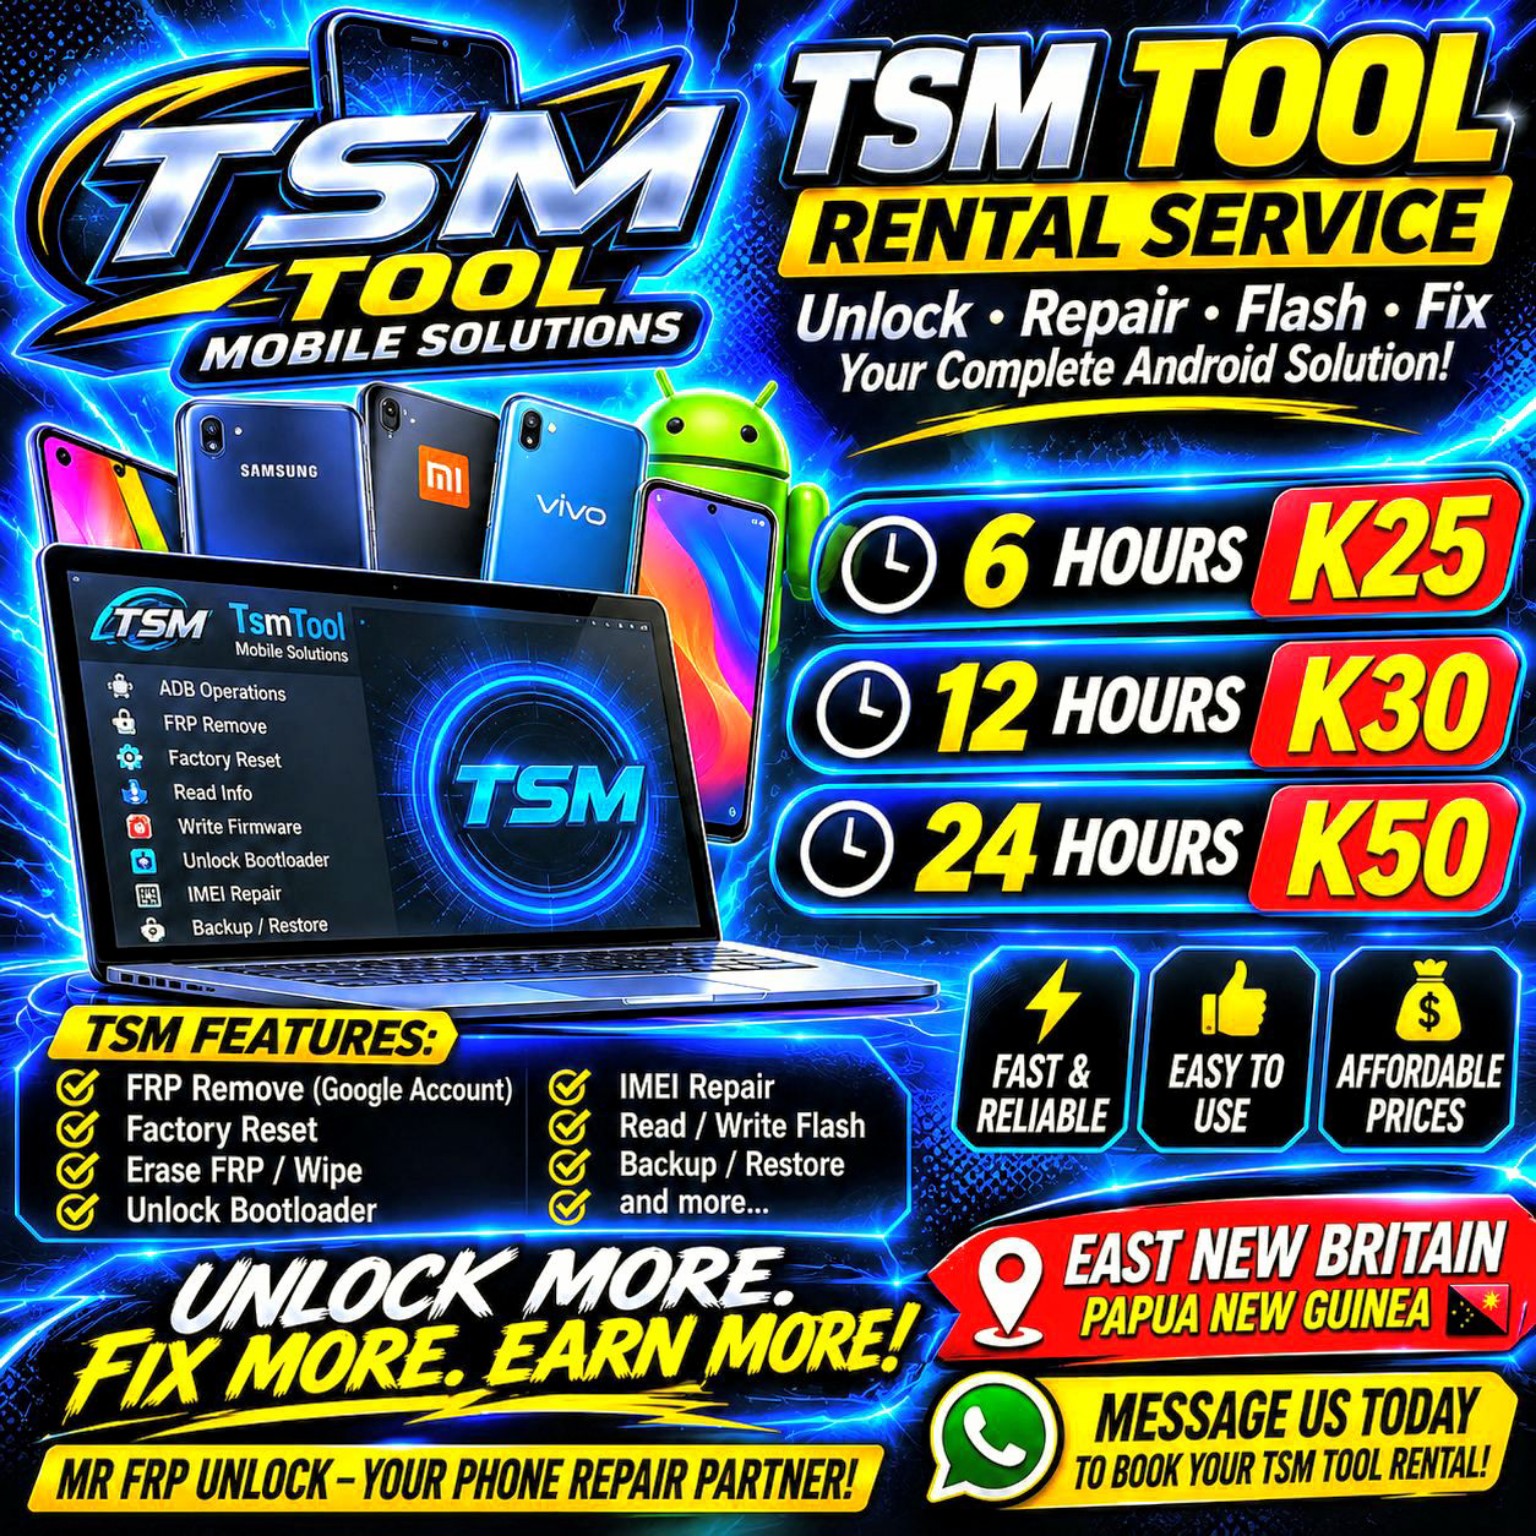 TSM
TOOL
MOBILE SOLUTIONS
TSM TOOL
RENTAL SERVICE
Unlock • Repair • Flash • Fix
Your Complete Android Solution!
SAMSUNG
mi
vivo
TSM TsmTool
Mobile Solutions
ADB Operations
FRP Remove
Factory Reset
Read Info
Write Firmware
Unlock Bootloader
IMEI Repair
Backup / Restore
TSM
6 HOURS K25
12 HOURS K30
24 HOURS K50
FAST &
RELIABLE
EASY TO
USE
$
AFFORDABLE
PRICES
TSM FEATURES:
FRP Remove (Google Account)
Factory Reset
Erase FRP / Wipe
Unlock Bootloader
IMEI Repair
Read / Write Flash
Backup / Restore
and more...
UNLOCK MORE.
FIX MORE. EARN MORE!
MR FRP UNLOCK – YOUR PHONE REPAIR PARTNER!
EAST NEW BRITAIN
PAPUA NEW GUINEA
MESSAGE US TODAY
TO BOOK YOUR TSM TOOL RENTAL!